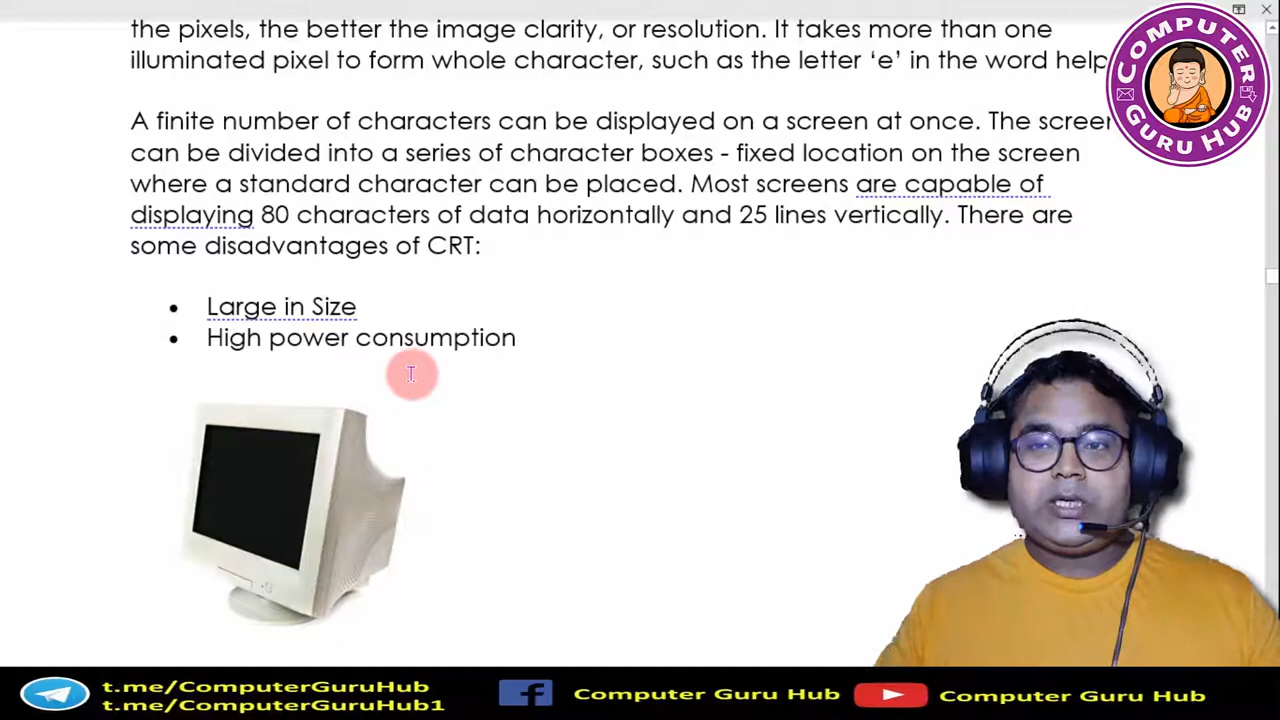 the pixels, the better the image clarity, or resolution. It takes more than one
illuminated pixel to form whole character, such as the letter ‘e’ in the word help
A finite number of characters can be displayed on a screen at once. The screen
can be divided into a series of character boxes - fixed location on the screen
where a standard character can be placed. Most screens are capable of
displaying 80 characters of data horizontally and 25 lines vertically. There are
some disadvantages of CRT:
• Large in Size
• High power consumption
COMPUTER
GURU HUB
t.me/ComputerGuruHub
t.me/ComputerGuruHub1
Computer Guru Hub
Computer Guru Hub